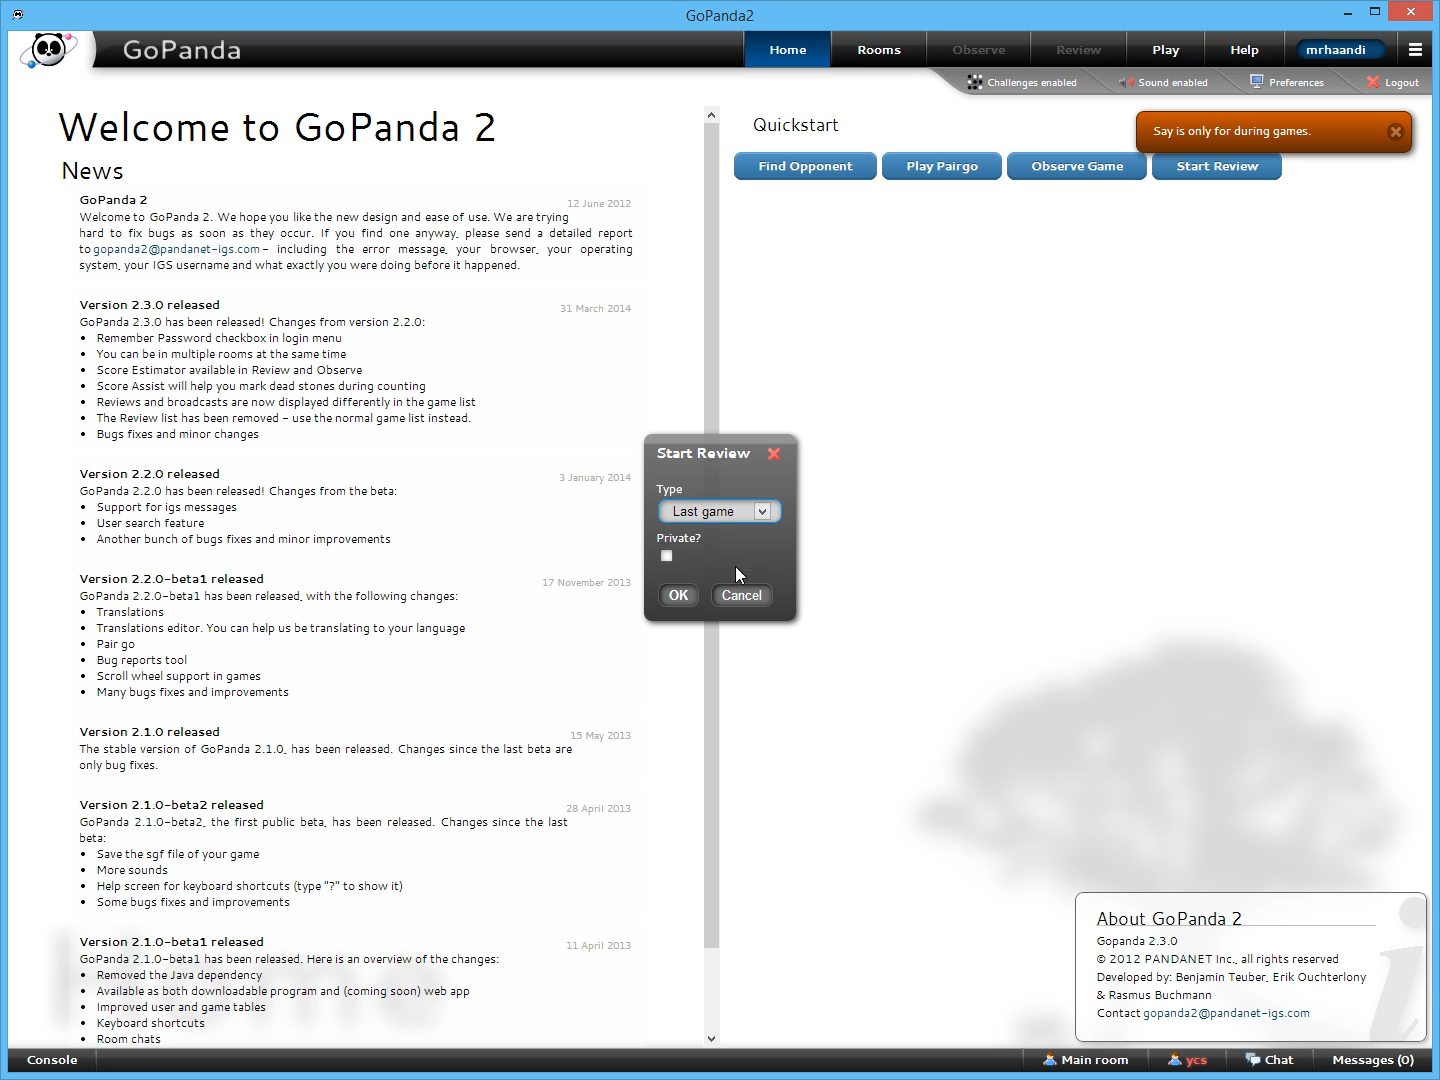 GoPanda2
GoPanda
Home
Rooms
Observe
Review
Play
Help
mrhaandi
Challenges enabled
Sound enabled
Preferences
Logout
Welcome to GoPanda 2
News
GoPanda 2
12 June 2012
Welcome to GoPanda 2. We hope you like the new design and ease of use. We are trying
hard to fix bugs as soon as they occur. If you find one anyway, please send a detailed report
to gopanda2@pandanet-igs.com - including the error message, your browser, your operating
system, your IGS username and what exactly you were doing before it happened.
Version 2.3.0 released
31 March 2014
GoPanda 2.3.0 has been released! Changes from version 2.2.0:
• Remember Password checkbox in login menu
• You can be in multiple rooms at the same time
• Score Estimator available in Review and Observe
• Score Assist will help you mark dead stones during counting
• Reviews and broadcasts are now displayed differently in the game list
• The Review list has been removed - use the normal game list instead.
• Bugs fixes and minor changes
Version 2.2.0 released
3 January 2014
GoPanda 2.2.0 has been released! Changes from the beta:
• Support for igs messages
• User search feature
• Another bunch of bugs fixes and minor improvements
Version 2.2.0-beta1 released
17 November 2013
GoPanda 2.2.0-beta1 has been released, with the following changes:
• Translations
• Translations editor. You can help us be translating to your language
• Pair go
• Bug reports tool
• Scroll wheel support in games
• Many bugs fixes and improvements
Version 2.1.0 released
15 May 2013
The stable version of GoPanda 2.1.0, has been released. Changes since the last beta are
only bug fixes.
Version 2.1.0-beta2 released
28 April 2013
GoPanda 2.1.0-beta2, the first public beta, has been released. Changes since the last
beta:
• Save the sgf file of your game
• More sounds
• Help screen for keyboard shortcuts (type "?" to show it)
• Some bugs fixes and improvements
Version 2.1.0-beta1 released
11 April 2013
GoPanda 2.1.0-beta1 has been released. Here is an overview of the changes:
• Removed the Java dependency
• Available as both downloadable program and (coming soon) web app
• Improved user and game tables
• Keyboard shortcuts
• Room chats
Home
Quickstart
Say is only for during games.
Find Opponent
Play Pairgo
Observe Game
Start Review
Start Review
Type
Last game
Private?
OK
Cancel
About GoPanda 2
Gopanda 2.3.0
© 2012 PANDANET Inc., all rights reserved
Developed by: Benjamin Teuber, Erik Ouchterlony
& Rasmus Buchmann
Contact gopanda2@pandanet-igs.com
i
Console
Main room
ycs
Chat
Messages (0)